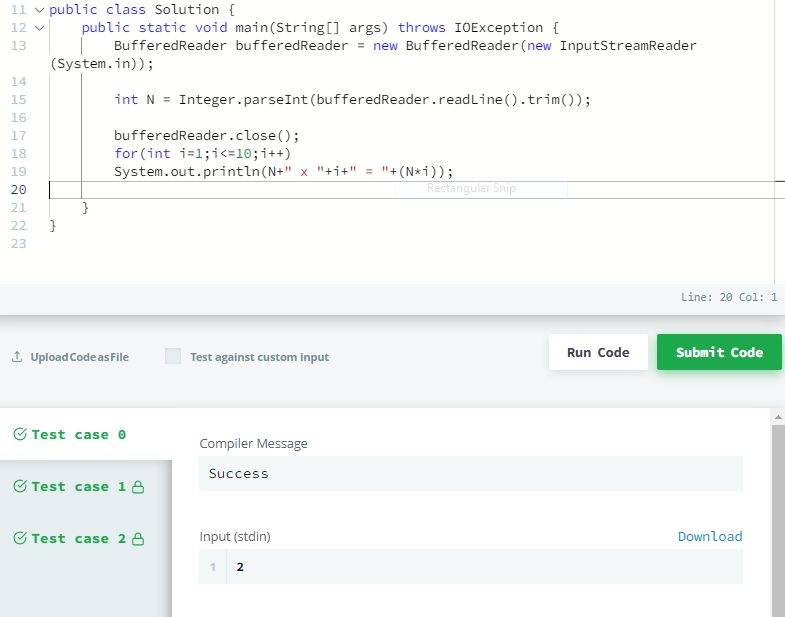 11 public class Solution {
12 public static void main(String[] args) throws IOException {
13 BufferedReader bufferedReader = new BufferedReader(new InputStreamReader
(System.in));
14
15 int N = Integer.parseInt(bufferedReader.readLine().trim());
16
17 bufferedReader.close();
18 for(int i=1;i<=10;i++)
19 System.out.println(N+" x "+i+" = "+(N*i));
20
Rectangular Snip
21 }
22 }
23
Line: 20 Col: 1
Upload Code as File
Test against custom input
Run Code
Submit Code
Test case 0
Test case 1
Test case 2
Compiler Message
Success
Input (stdin)
Download
1 2